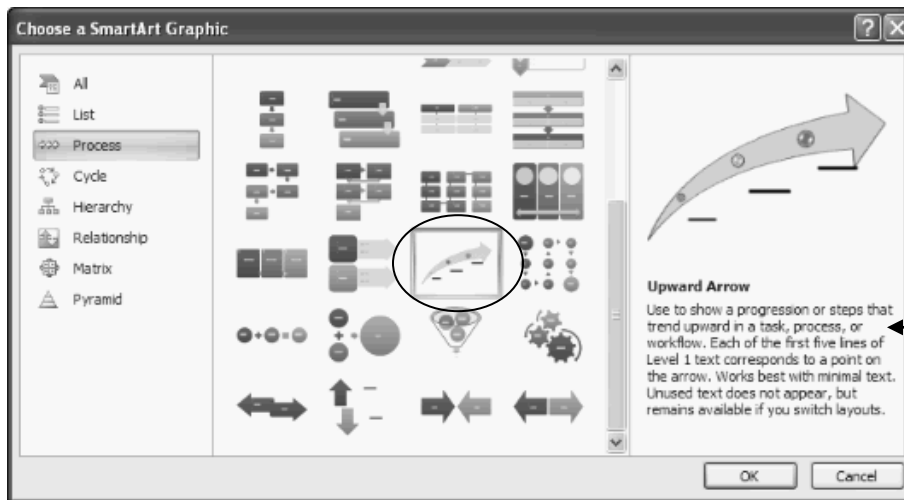 Choose a SmartArt Graphic
All
List
Process
Cycle
Hierarchy
Relationship
Matrix
Pyramid
Upward Arrow
Use to show a progression or steps that
trend upward in a task, process, or
workflow. Each of the first five lines of
Level 1 text corresponds to a point on
the arrow. Works best with minimal text.
Unused text does not appear, but
remains available if you switch layouts.
OK
Cancel